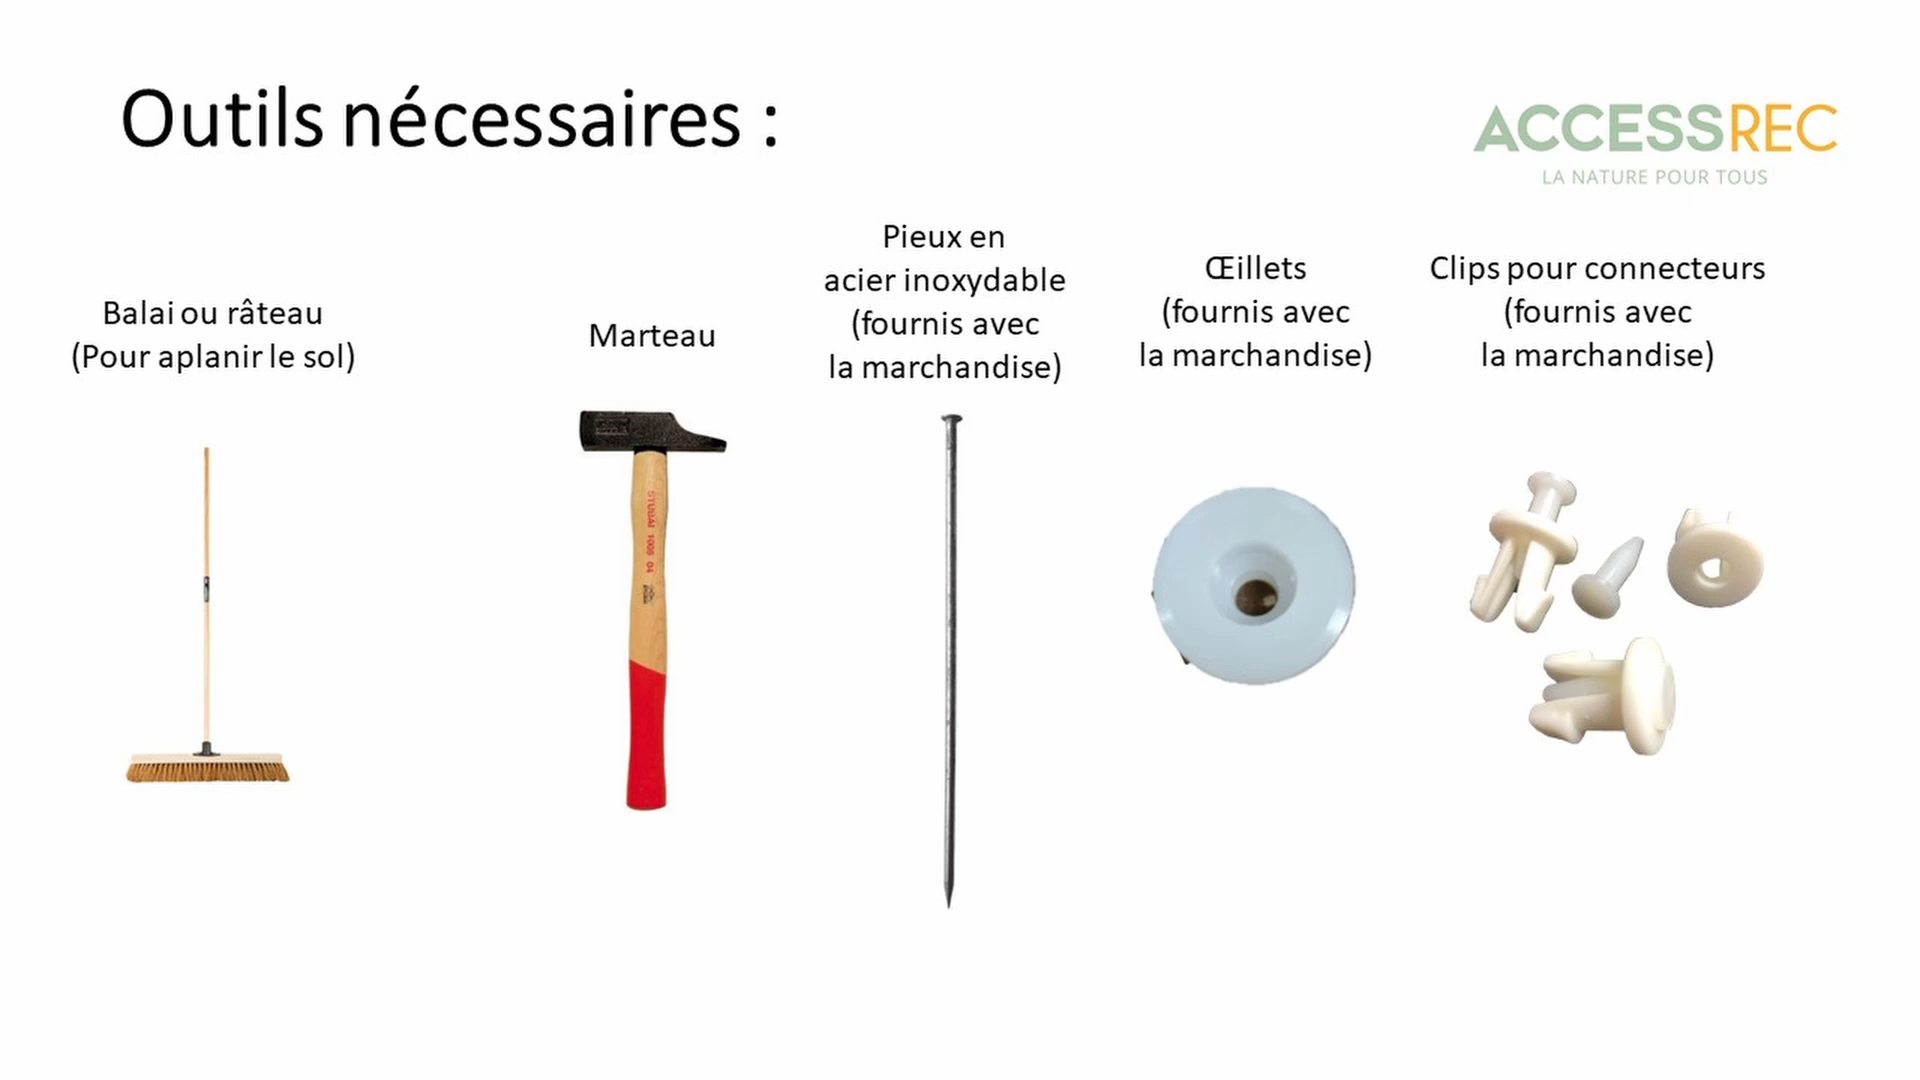 Outils nécessaires :
ACCESSREC
LA NATURE POUR TOUS
Balai ou râteau
(Pour aplanir le sol)
Marteau
Pieux en
acier inoxydable
(fournis avec
la marchandise)
Œillets
(fournis avec
la marchandise)
Clips pour connecteurs
(fournis avec
la marchandise)